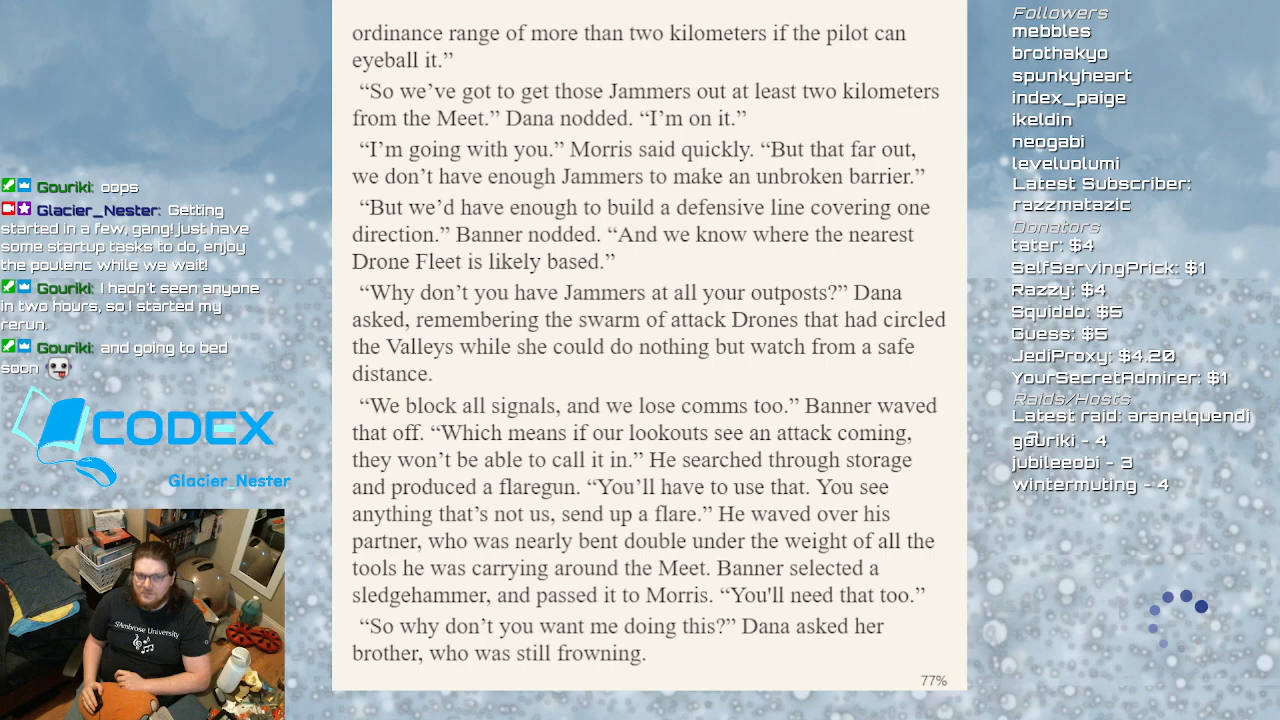 ordinance range of more than two kilometers if the pilot can
eyeball it.”
“So we’ve got to get those Jammers out at least two kilometers
from the Meet.” Dana nodded. “I’m on it.”
“I’m going with you.” Morris said quickly. “But that far out,
we don’t have enough Jammers to make an unbroken barrier.”
“But we’d have enough to build a defensive line covering one
direction.” Banner nodded. “And we know where the nearest
Drone Fleet is likely based.”
“Why don’t you have Jammers at all your outposts?” Dana
asked, remembering the swarm of attack Drones that had circled
the Valleys while she could do nothing but watch from a safe
distance.
“We block all signals, and we lose comms too.” Banner waved
that off. “Which means if our lookouts see an attack coming,
they won’t be able to call it in.” He searched through storage
and produced a flaregun. “You’ll have to use that. You see
anything that’s not us, send up a flare.” He waved over his
partner, who was nearly bent double under the weight of all the
tools he was carrying around the Meet. Banner selected a
sledgehammer, and passed it to Morris. “You'll need that too.”
“So why don’t you want me doing this?” Dana asked her
brother, who was still frowning.
77%
Gouriki: oops
Glacier_Nester: Getting
started in a few, gang! just have
some startup tasks to do, enjoy
the poulenc while we wait!
Gouriki: I hadn't seen anyone
in two hours, so I started my
rerun.
Gouriki: and going to bed
soon
CODEX
Glacier_Nester
St. Ambrose University
Followers
mebbles
brothakyo
spunkyheart
index_paige
ikeldin
neogabi
levelvolumi
Latest Subscriber:
razzmatazic
Donators
tater: $4
SelfServingPrick: $1
Razzy: $4
Squiddo: $5
Guess: $5
JediProxy: $4.20
YourSecretAdmirer: $1
Raids/Hosts
Latest raid: aranelquendi
gouriki - 4
jubileeobi - 3
wintermuting - 4